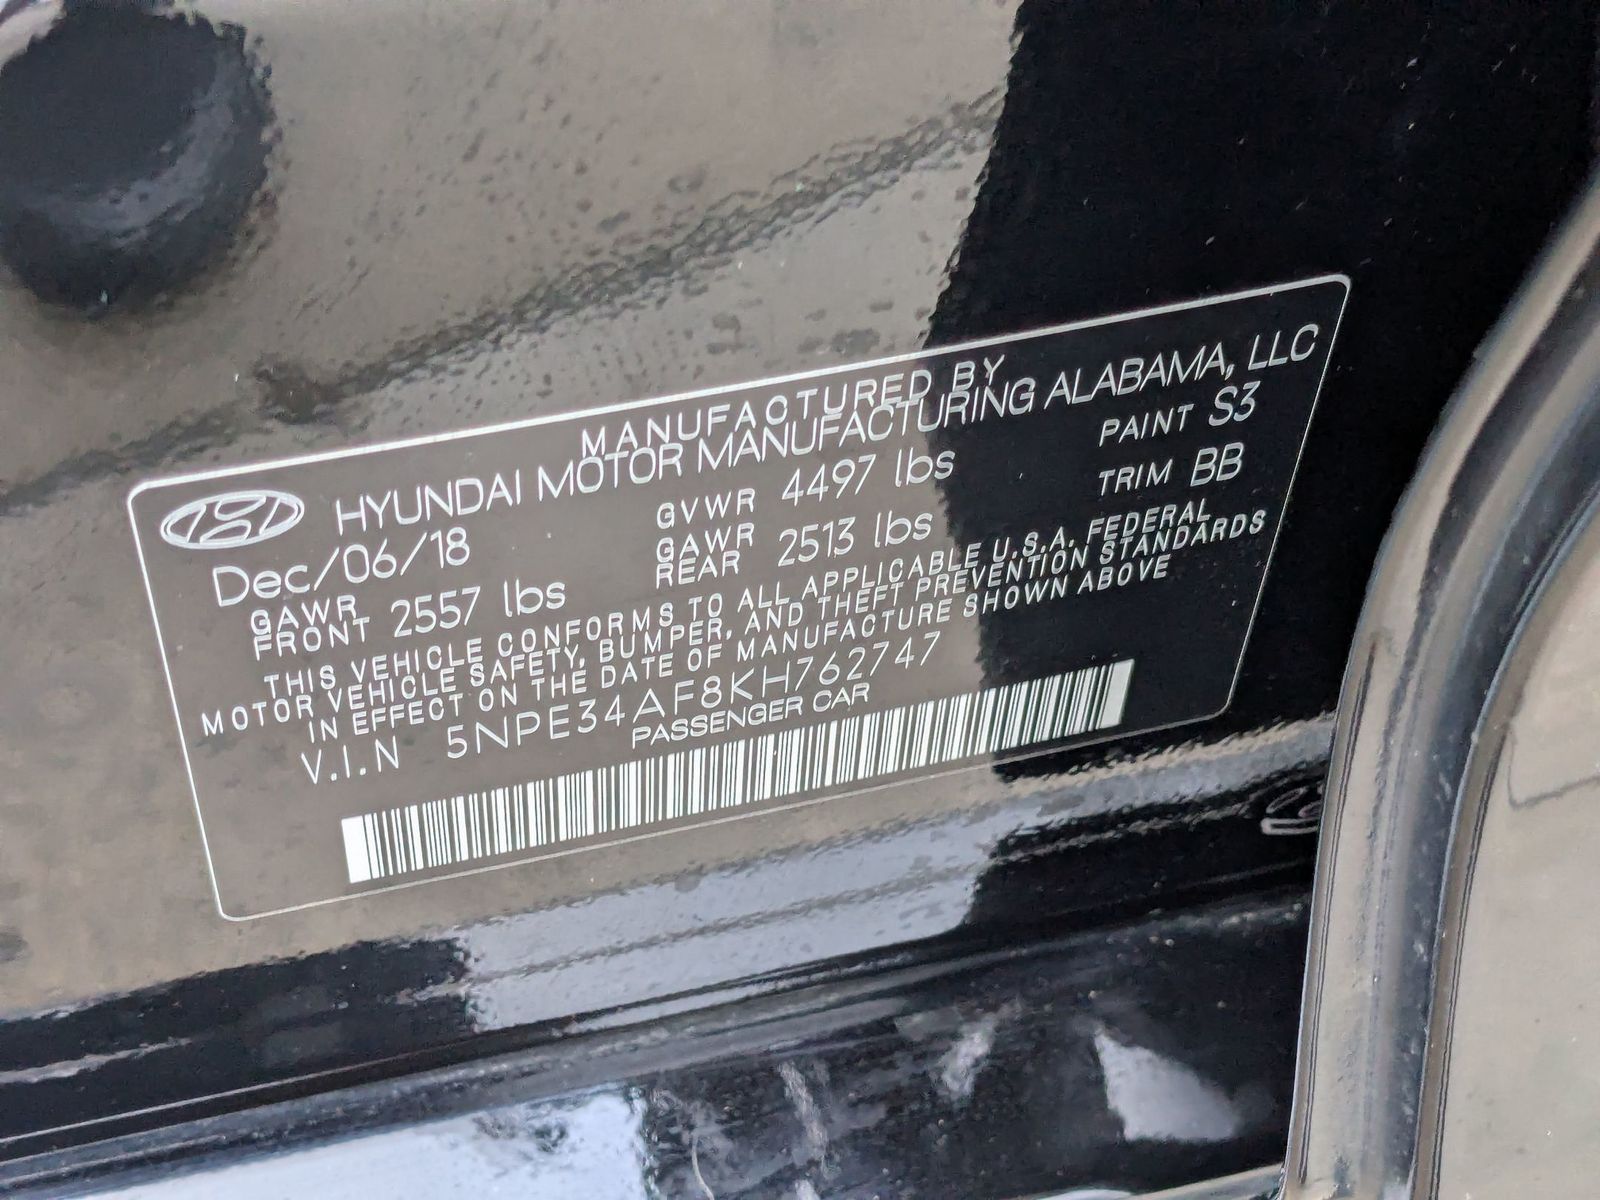 MANUFACTURED BY
HYUNDAI MOTOR MANUFACTURING ALABAMA, LLC
Dec/06/18 GVWR 4497 lbs PAINT S3
GAWR FRONT 2557 lbs GAWR REAR 2513 lbs TRIM BB
THIS VEHICLE CONFORMS TO ALL APPLICABLE U.S.A. FEDERAL
MOTOR VEHICLE SAFETY, BUMPER, AND THEFT PREVENTION STANDARDS
IN EFFECT ON THE DATE OF MANUFACTURE SHOWN ABOVE
V.I.N 5NPE34AF8KH762747
PASSENGER CAR